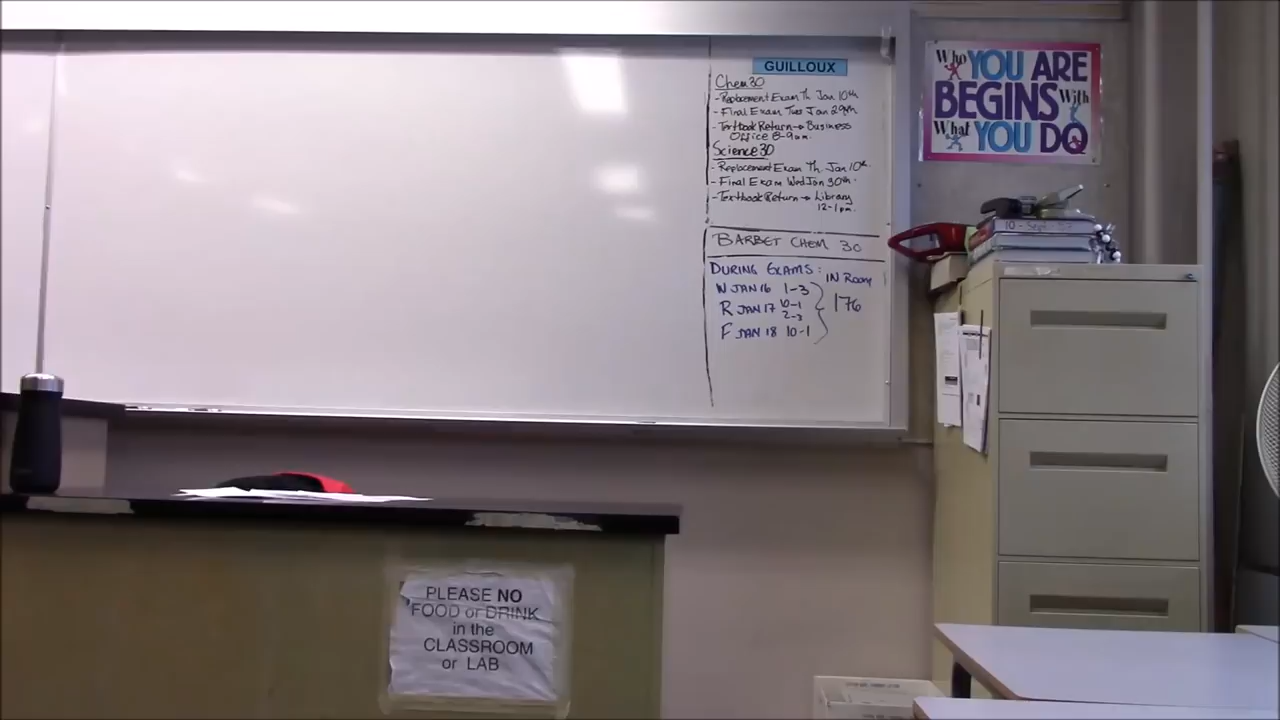 GUILLOUX
Chem 30
- Replacement Exam Th Jan 10th
- Final Exam Tues Jan 29th
- Textbook Return → Business
Office 8-9am.
Science 30
- Replacement Exam Th. Jan 10th.
- Final Exam Wed Jan 30th.
- Textbook Return → Library
12-1pm.
BARBET CHEM 30
DURING EXAMS: IN ROOM
W JAN 16 1-3
R JAN 17 10-1
2-3
176
F JAN 18 10-1
Who YOU ARE
BEGINS With
What YOU DO
10 - Sept
PLEASE NO
FOOD or DRINK
in the
CLASSROOM
or LAB